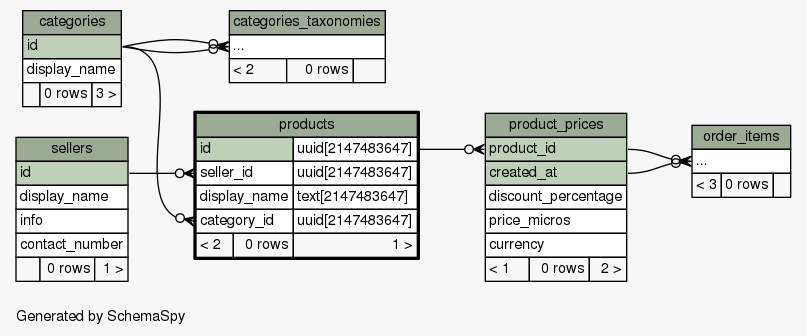 categories
id
display_name
0 rows 3 >
categories_taxonomies
...
< 2 0 rows
sellers
id
display_name
info
contact_number
0 rows 1 >
products
id uuid[2147483647]
seller_id uuid[2147483647]
display_name text[2147483647]
category_id uuid[2147483647]
< 2 0 rows 1 >
product_prices
product_id
created_at
discount_percentage
price_micros
currency
< 1 0 rows 2 >
order_items
...
< 3 0 rows
Generated by SchemaSpy